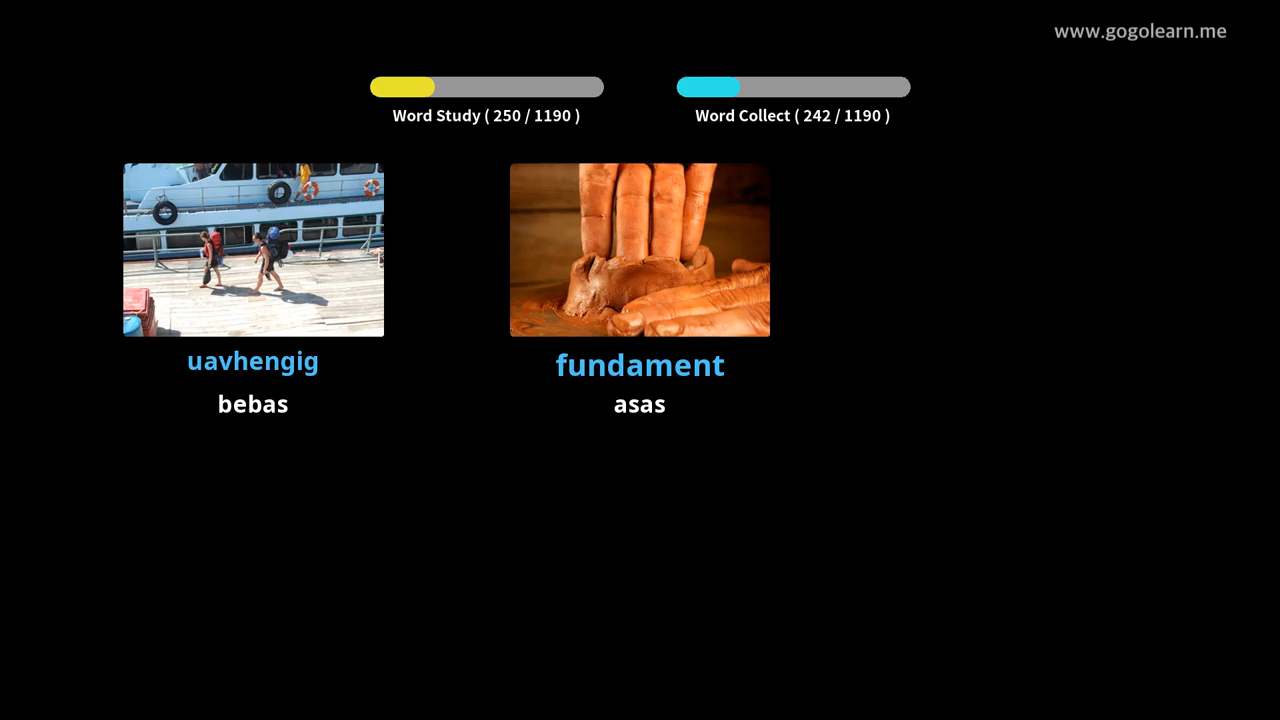 www.gogolearn.me
Word Study ( 250 / 1190 )
Word Collect ( 242 / 1190 )
uavhengig
bebas
fundament
asas